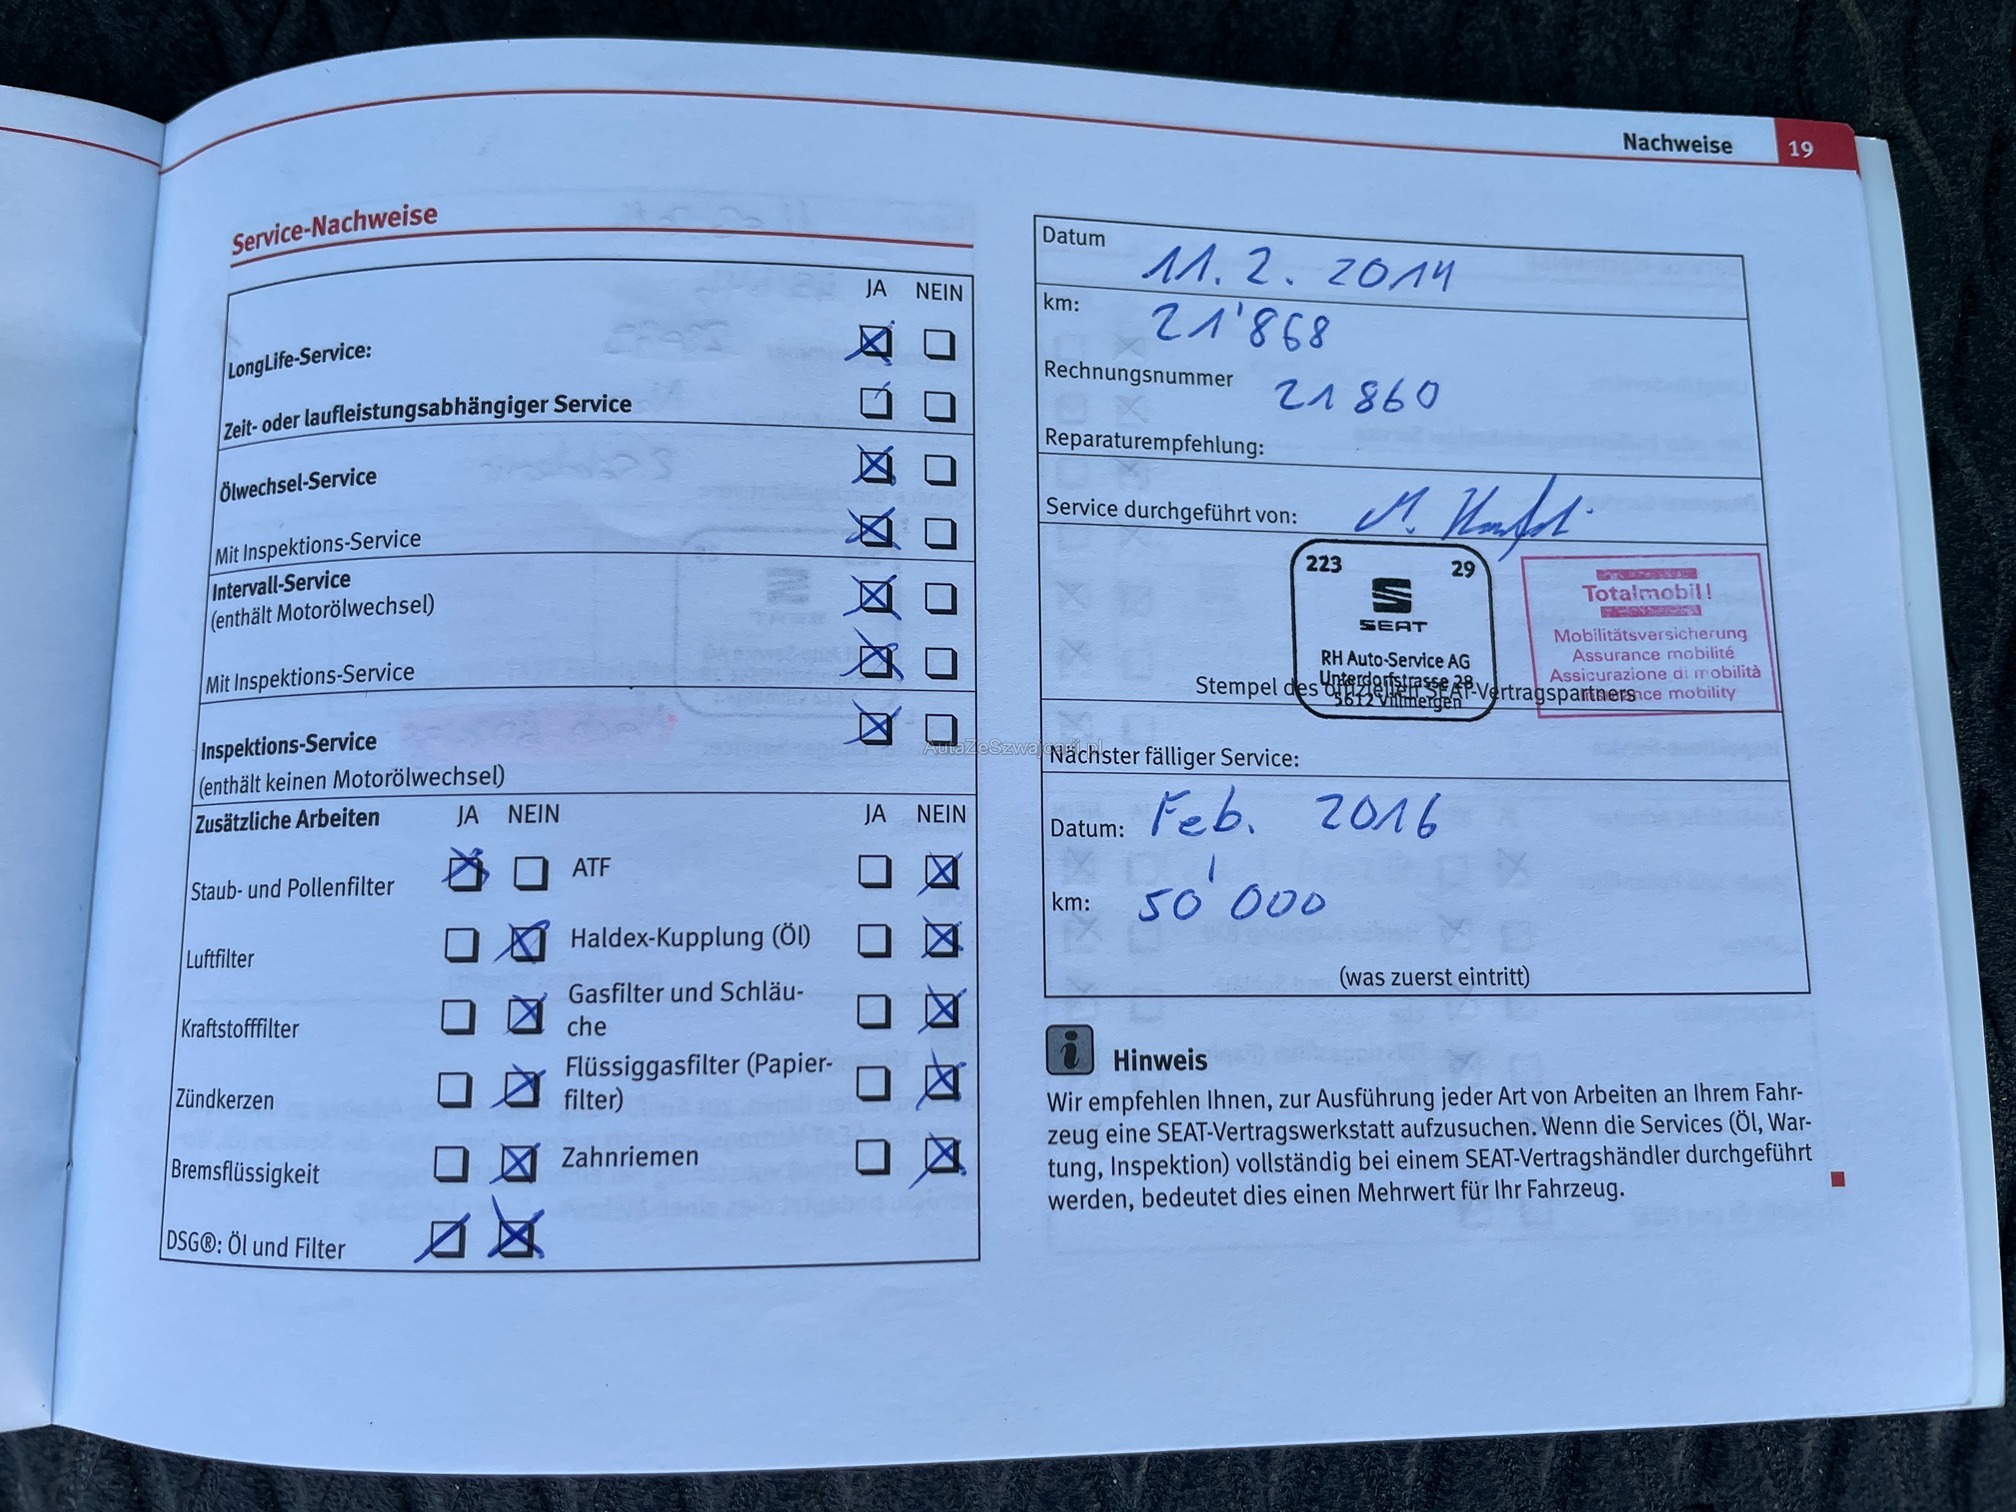 Nachweise 19
Service-Nachweise
JA NEIN
LongLife-Service:
Zeit- oder laufleistungsabhängiger Service
Ölwechsel-Service
Mit Inspektions-Service
Intervall-Service
(enthält Motorölwechsel)
Mit Inspektions-Service
Inspektions-Service
(enthält keinen Motorölwechsel)
Zusätzliche Arbeiten JA NEIN JA NEIN
Staub- und Pollenfilter ATF
Luftfilter Haldex-Kupplung (Öl)
Kraftstofffilter Gasfilter und Schläu-
che
Zündkerzen Flüssiggasfilter (Papier-
filter)
Bremsflüssigkeit Zahnriemen
DSG®: Öl und Filter
Datum 11. 2. 2014
km: 21'868
Rechnungsnummer 21860
Reparaturempfehlung:
Service durchgeführt von:
223 29
SEAT
RH Auto-Service AG
Unterdorfstrasse 28
5612 Villmergen
Totalmobil!
Mobilitätsversicherung
Assurance mobilité
Assicurazione di mobilità
Insurance mobility
Stempel des offiziellen SEAT-Vertragspartners
AutaZeSzwajcarii.pl
Nächster fälliger Service:
Datum: Feb. 2016
km: 50'000
(was zuerst eintritt)
Hinweis
Wir empfehlen Ihnen, zur Ausführung jeder Art von Arbeiten an Ihrem Fahr-
zeug eine SEAT-Vertragswerkstatt aufzusuchen. Wenn die Services (Öl, War-
tung, Inspektion) vollständig bei einem SEAT-Vertragshändler durchgeführt
werden, bedeutet dies einen Mehrwert für Ihr Fahrzeug.